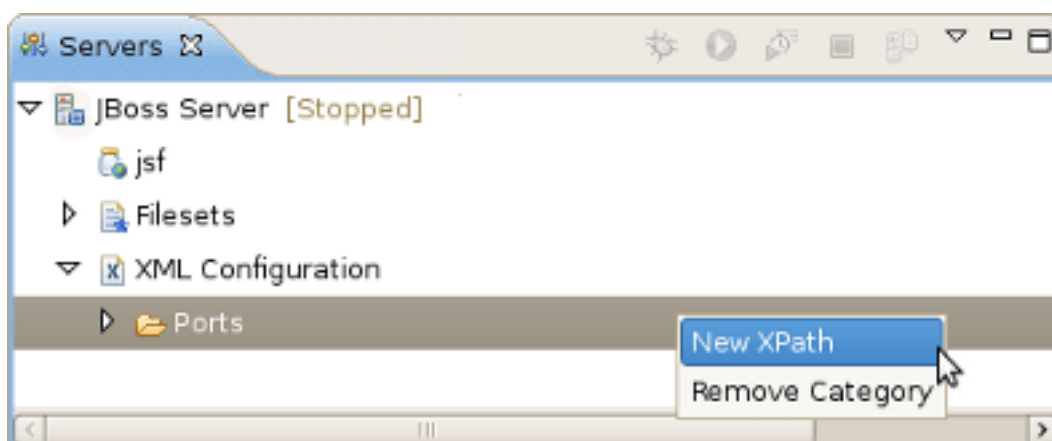 Servers
JBoss Server [Stopped]
jsf
Filesets
XML Configuration
Ports
New XPath
Remove Category